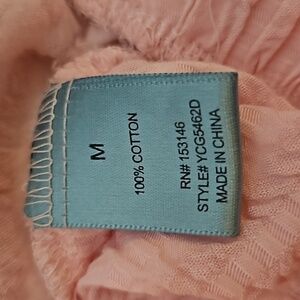 M
100% COTTON
RN# 153146
STYLE# YCG5462D
MADE IN CHINA